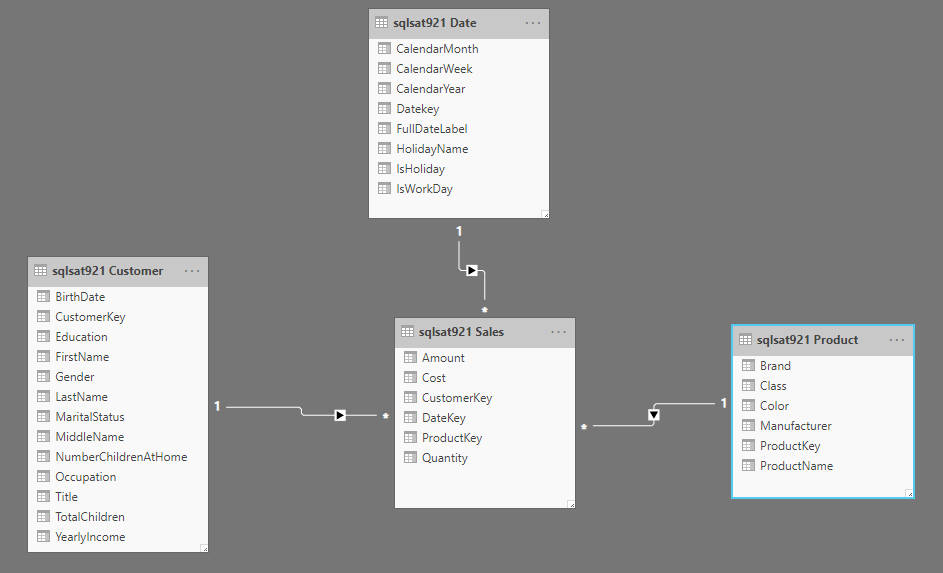 sqlsat921 Date ...
CalendarMonth
CalendarWeek
CalendarYear
Datekey
FullDateLabel
HolidayName
IsHoliday
IsWorkDay
1
*
sqlsat921 Customer ...
BirthDate
CustomerKey
Education
FirstName
Gender
LastName
MaritalStatus
MiddleName
NumberChildrenAtHome
Occupation
Title
TotalChildren
YearlyIncome
1
*
sqlsat921 Sales ...
Amount
Cost
CustomerKey
DateKey
ProductKey
Quantity
*
1
sqlsat921 Product ...
Brand
Class
Color
Manufacturer
ProductKey
ProductName